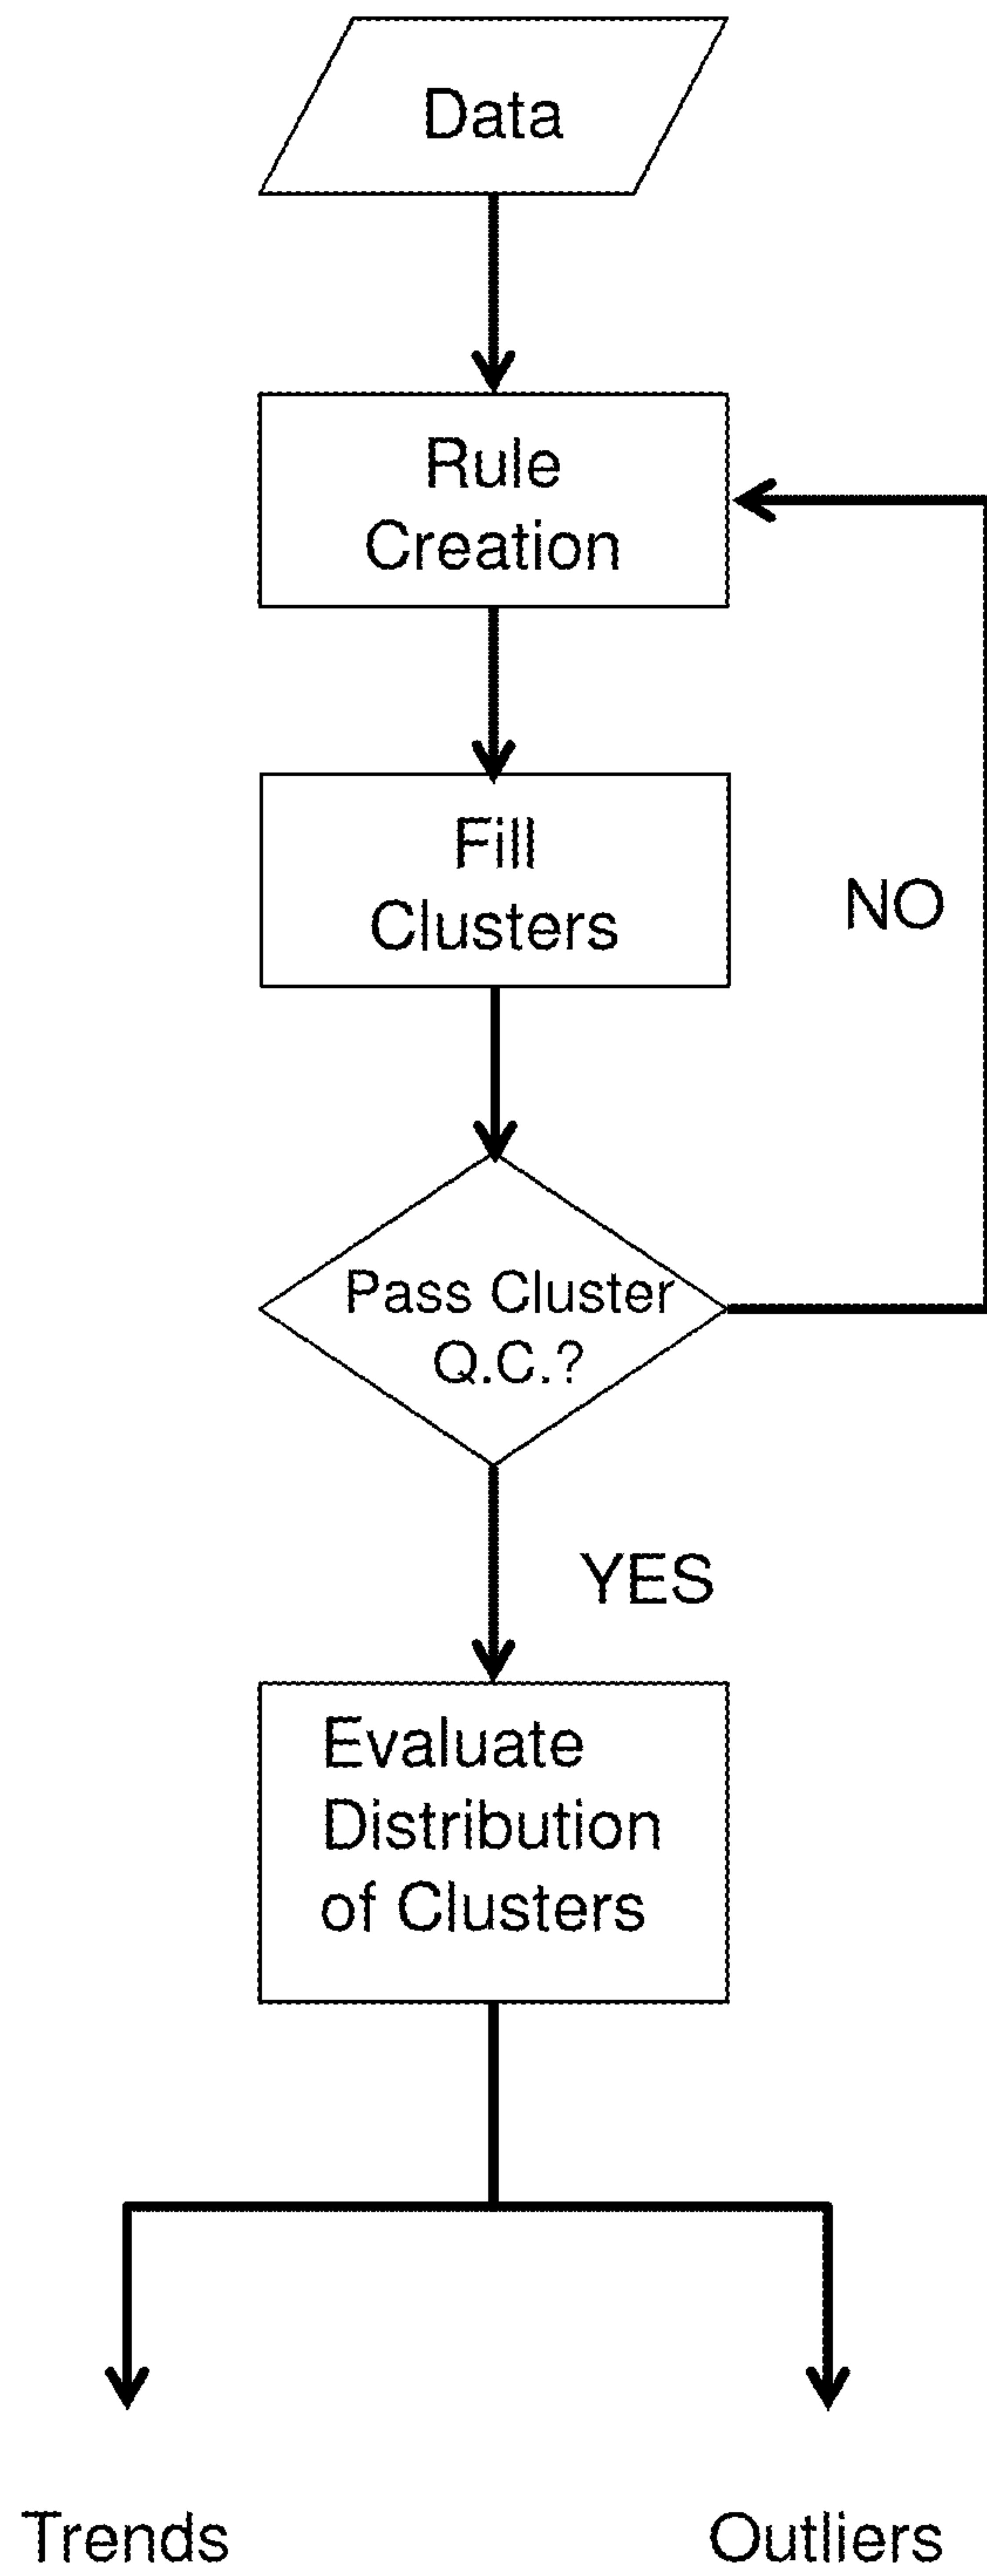 Data
Rule
Creation
Fill
Clusters
NO
Pass Cluster
Q.C.?
YES
Evaluate
Distribution
of Clusters
Trends
Outliers